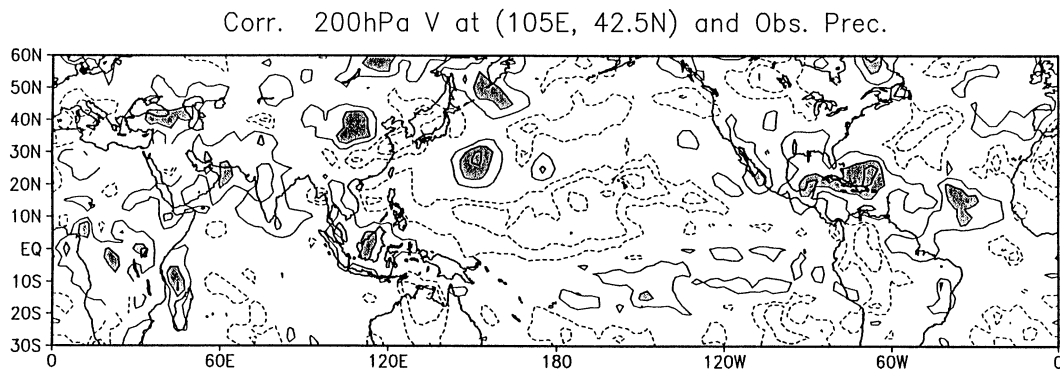 Corr. 200hPa V at (105E, 42.5N) and Obs. Prec.
60N
50N
40N
30N
20N
10N
EQ
10S
20S
30S
0 60E 120E 180 120W 60W 0